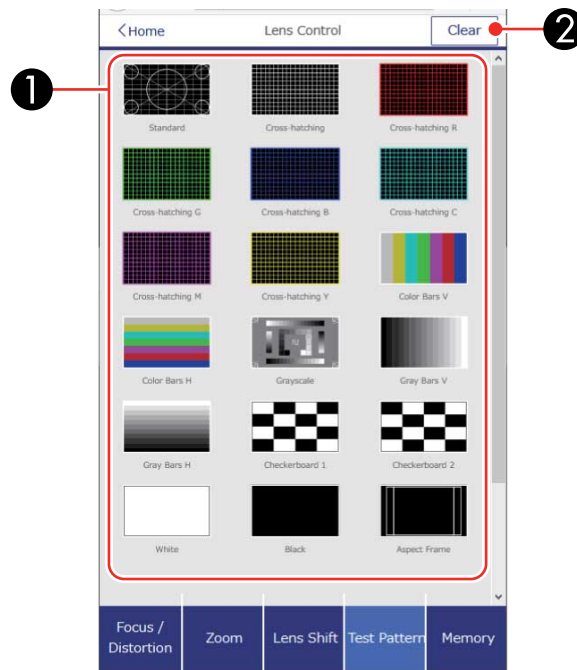 <Home
Lens Control
Clear
2
1
Standard
Cross-hatching
Cross-hatching R
Cross-hatching G
Cross-hatching B
Cross-hatching C
Cross-hatching M
Cross-hatching Y
Color Bars V
Color Bars H
Grayscale
Gray Bars V
Gray Bars H
Checkerboard 1
Checkerboard 2
White
Black
Aspect Frame
Focus /
Distortion
Zoom
Lens Shift
Test Pattern
Memory